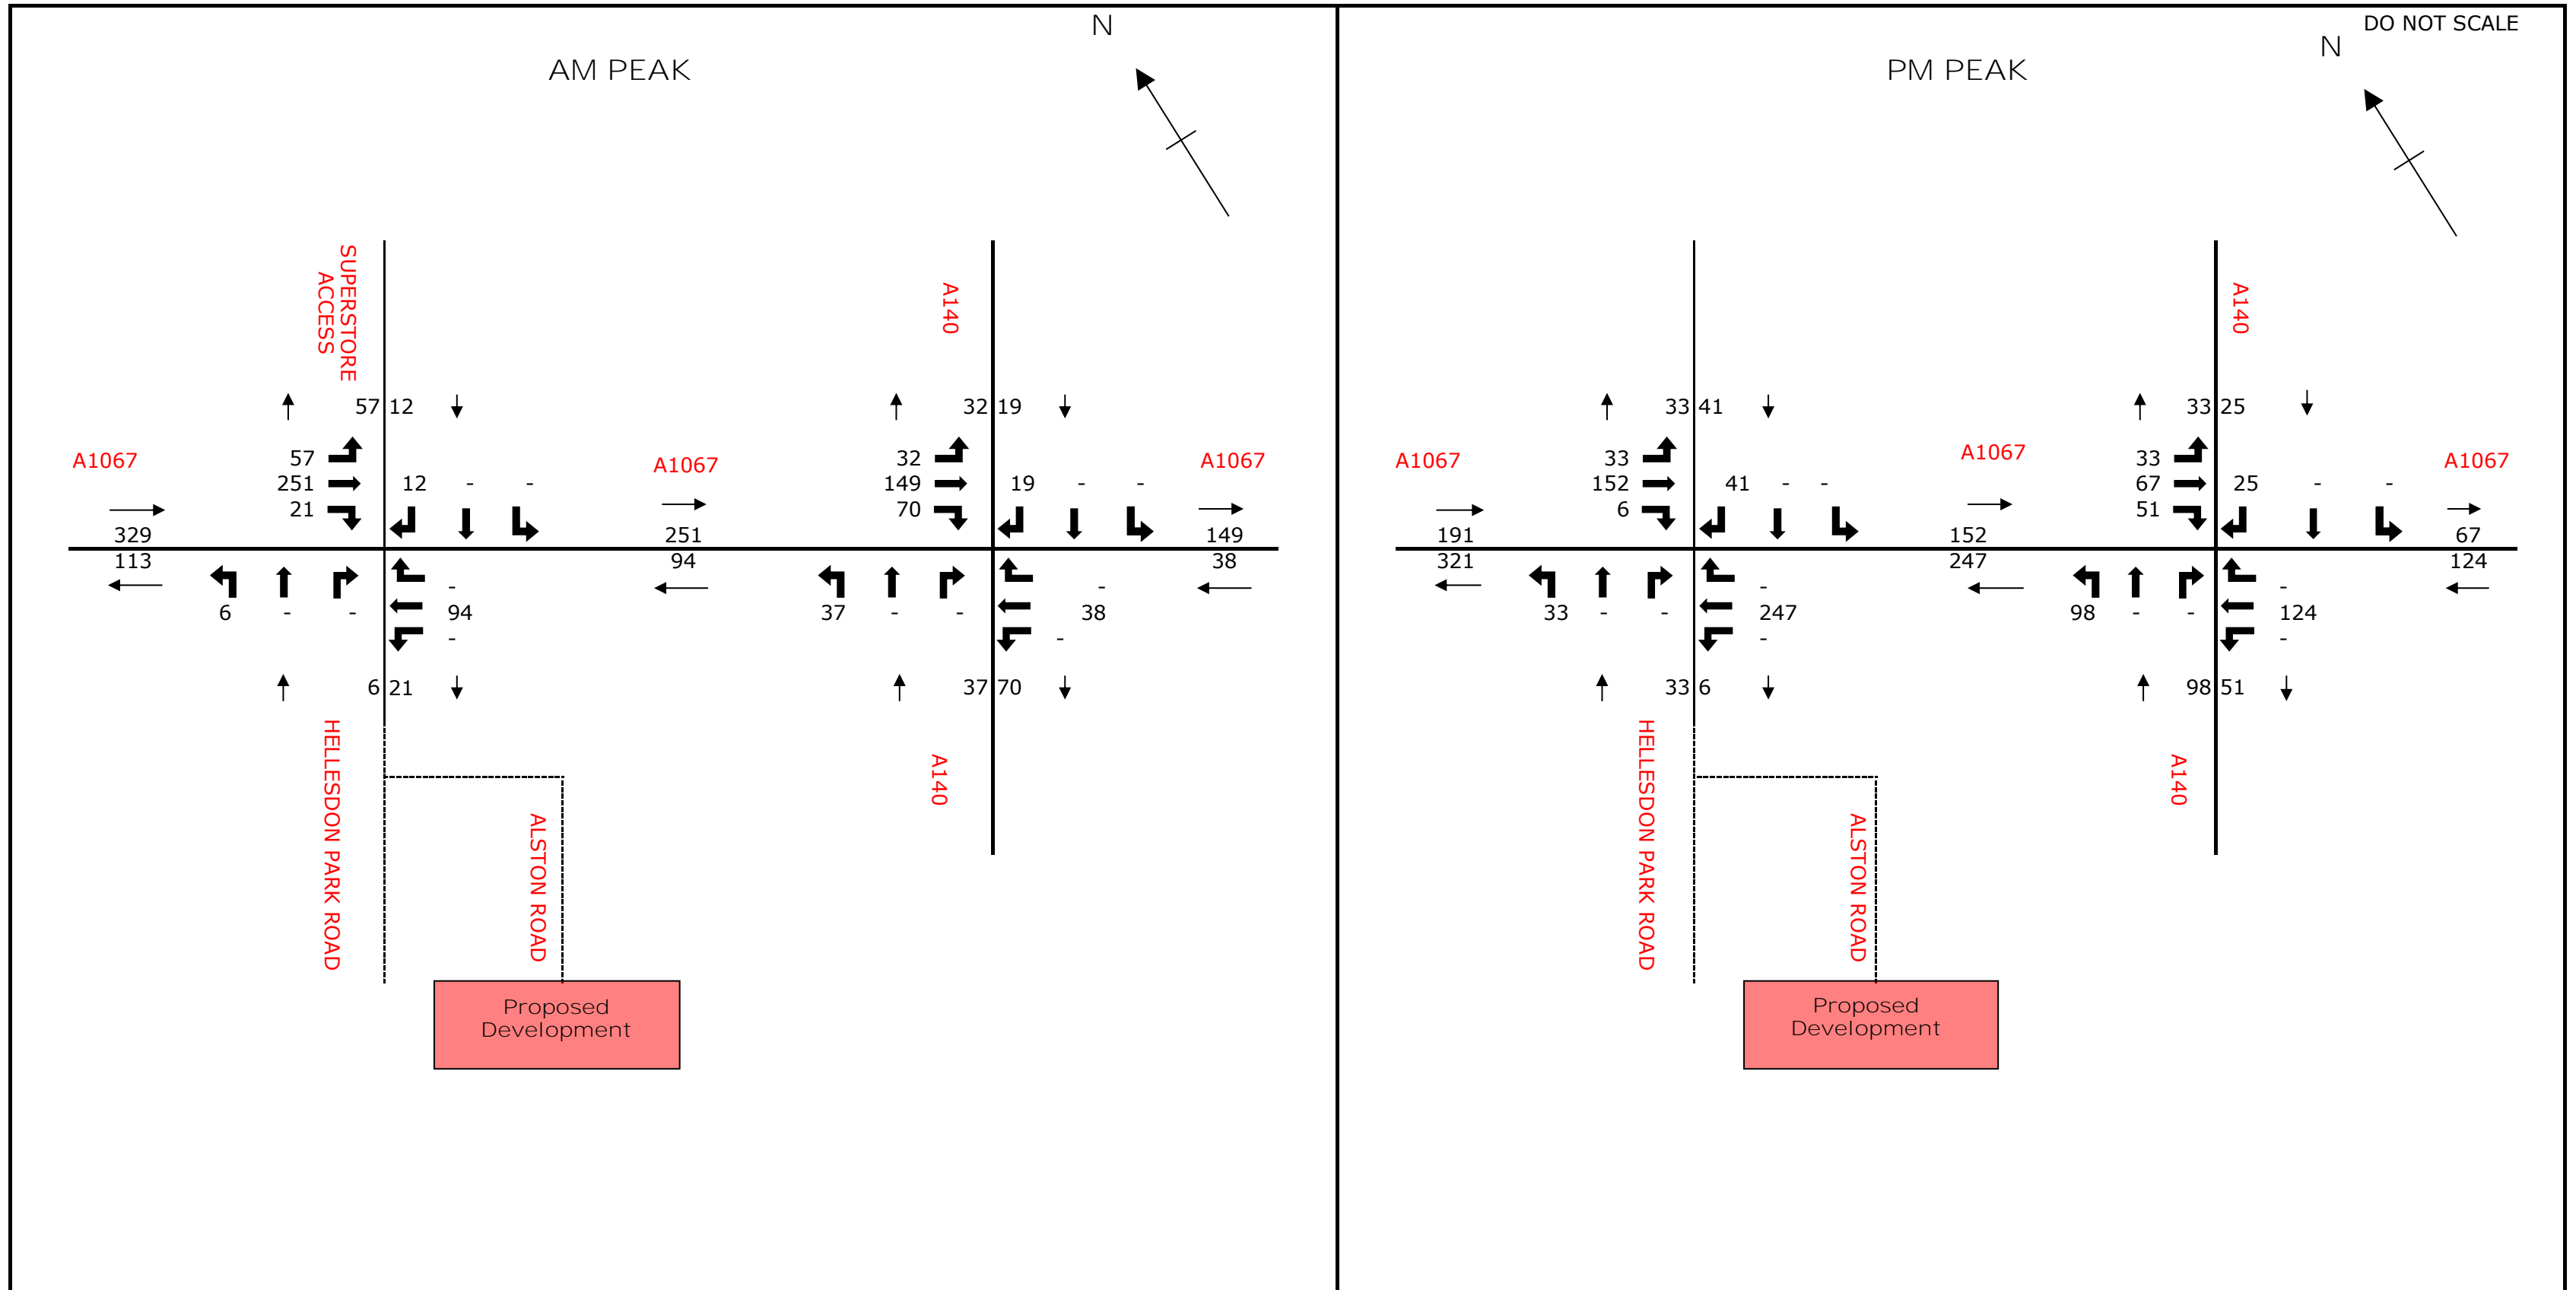 DO NOT SCALE
N
N
AM PEAK
PM PEAK
SUPERSTORE
ACCESS
A140
57 12
32 19
A1067
A1067
A1067
57
251
21
12 - -
32
149
70
19 - -
329
113
251
94
149
38
6 - -
-
94
-
37 - -
-
38
-
6 21
37 70
HELLESDON PARK ROAD
A140
ALSTON ROAD
Proposed
Development
A140
33 41
33 25
A1067
A1067
A1067
33
152
6
41 - -
33
67
51
25 - -
191
321
152
247
67
124
33 - -
-
247
-
98 - -
-
124
-
33 6
98 51
HELLESDON PARK ROAD
A140
ALSTON ROAD
Proposed
Development